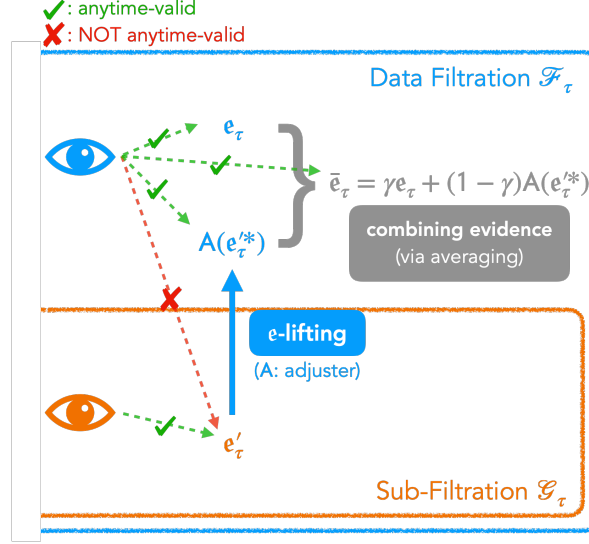 ✓: anytime-valid
✘: NOT anytime-valid
Data Filtration ℱ_τ
𝔢_τ
ē_τ = γ𝔢_τ + (1 − γ)A(𝔢′*_τ)
combining evidence
(via averaging)
A(𝔢′*_τ)
𝔢-lifting
(A: adjuster)
𝔢′_τ
Sub-Filtration 𝒢_τ